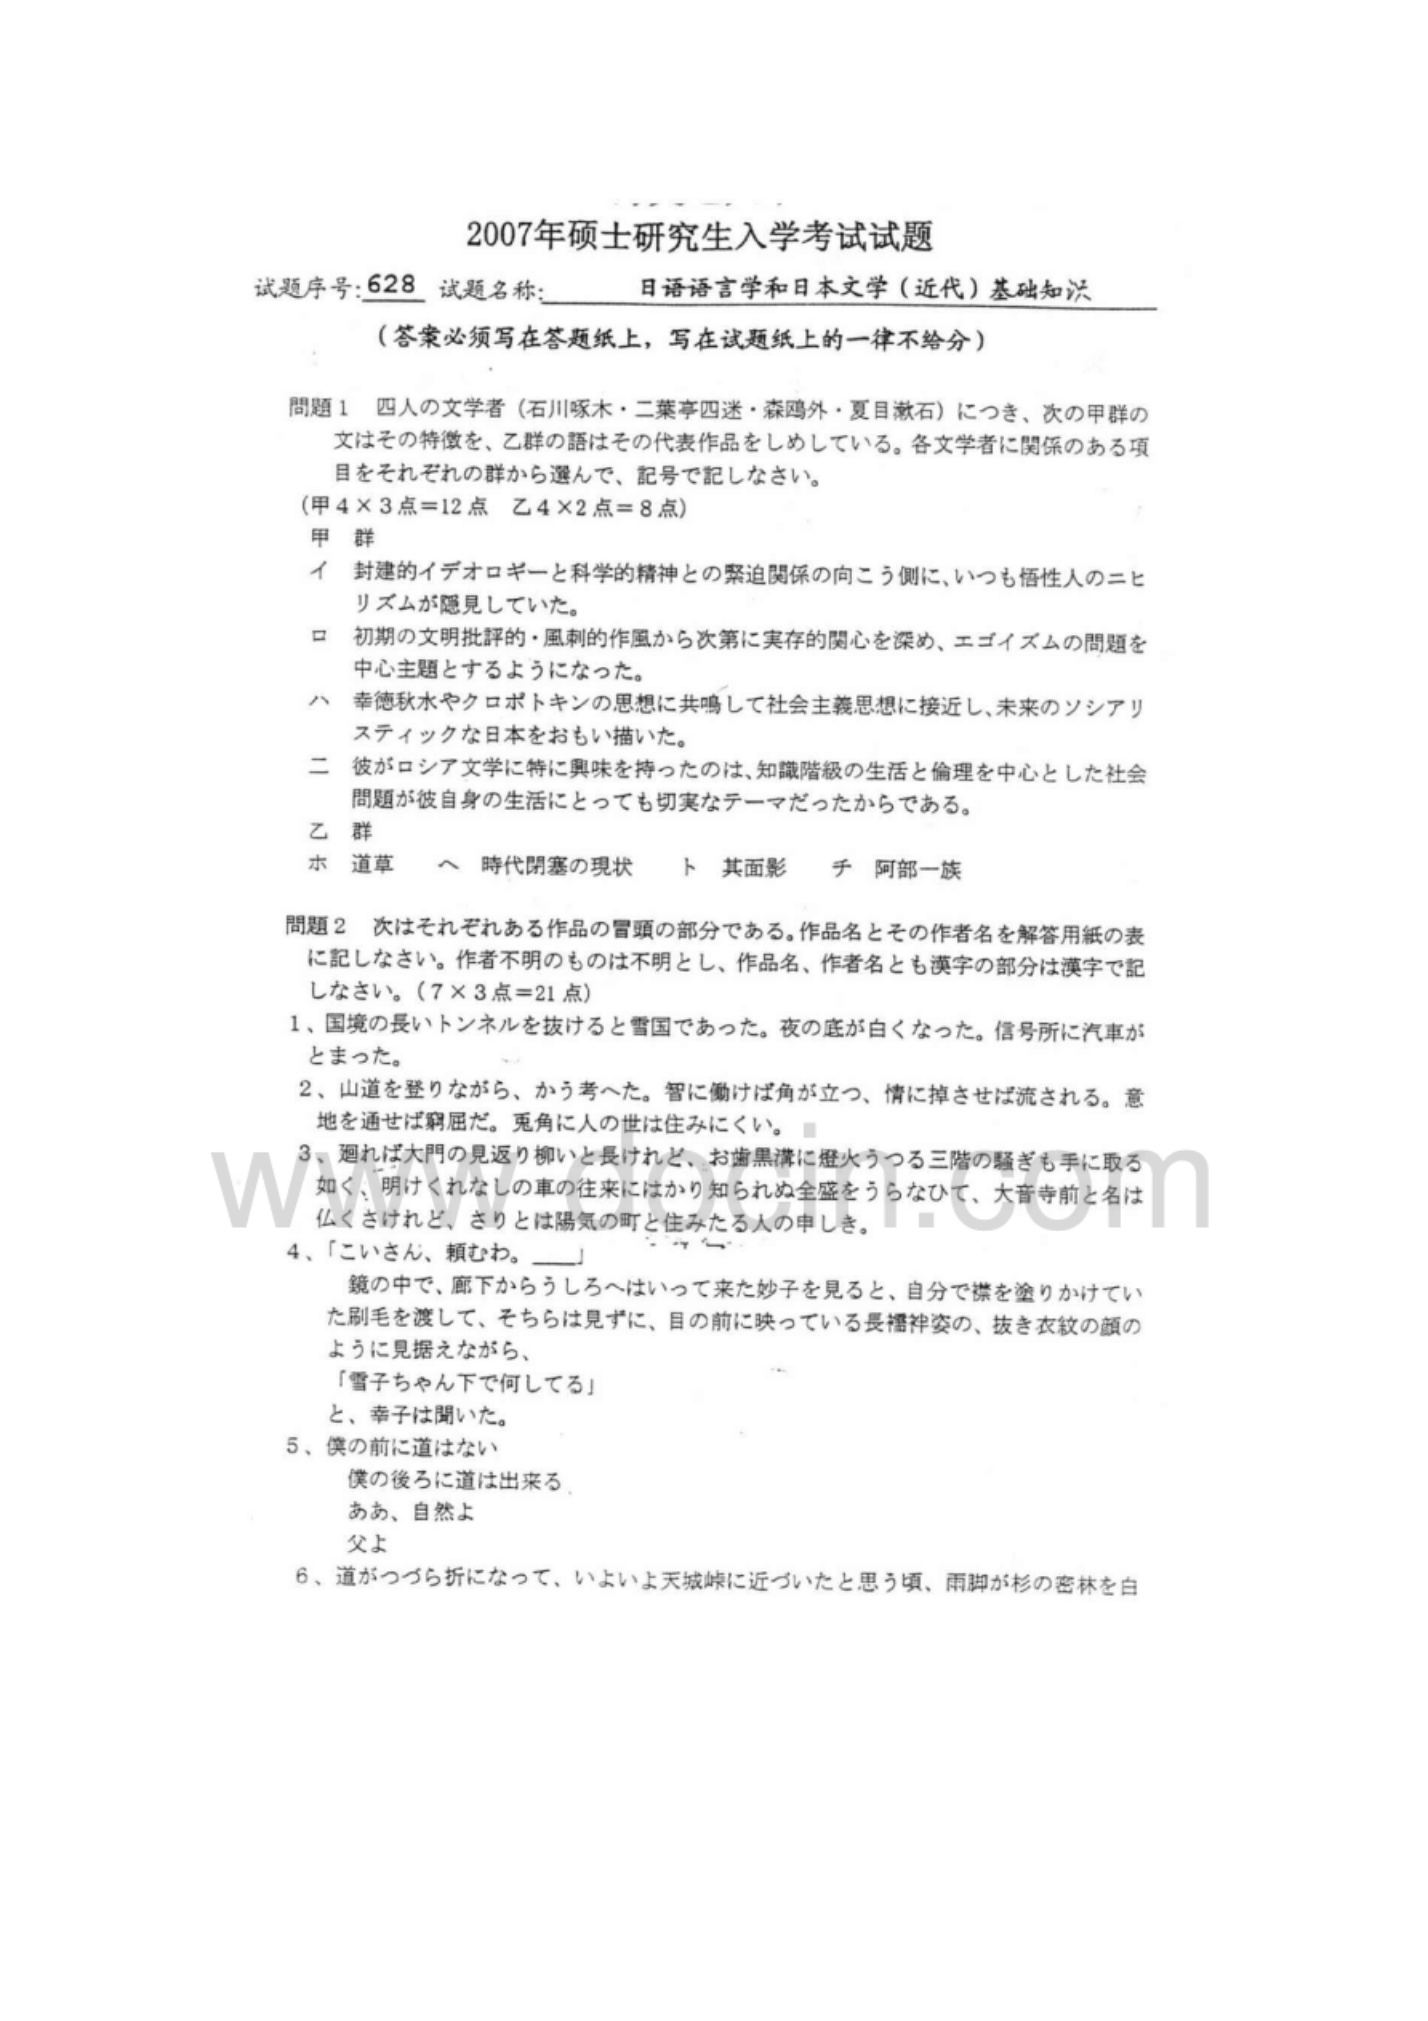 2007年硕士研究生入学考试试题
试题序号:628 试题名称: 日语语言学和日本文学(近代)基础知识
(答案必须写在答题纸上，写在试题纸上的一律不给分)
問題1 四人の文学者(石川啄木・二葉亭四迷・森鴎外・夏目漱石)につき、次の甲群の
文はその特徴を、乙群の語はその代表作品をしめしている。各文学者に関係のある項
目をそれぞれの群から選んで、記号で記しなさい。
(甲4×3点=12点 乙4×2点=8点)
甲 群
イ 封建的イデオロギーと科学的精神との緊迫関係の向こう側に、いつも悟性人のニヒ
リズムが隠見していた。
ロ 初期の文明批評的・風刺的作風から次第に実存的関心を深め、エゴイズムの問題を
中心主題とするようになった。
ハ 幸徳秋水やクロポトキンの思想に共鳴して社会主義思想に接近し、未来のソシアリ
スティックな日本をおもい描いた。
ニ 彼がロシア文学に特に興味を持ったのは、知識階級の生活と倫理を中心とした社会
問題が彼自身の生活にとっても切実なテーマだったからである。
乙 群
ホ 道草 ヘ 時代閉塞の現状 ト 其面影 チ 阿部一族
問題2 次はそれぞれある作品の冒頭の部分である。作品名とその作者名を解答用紙の表
に記しなさい。作者不明のものは不明とし、作品名、作者名とも漢字の部分は漢字で記
しなさい。(7×3点=21点)
1、国境の長いトンネルを抜けると雪国であった。夜の底が白くなった。信号所に汽車が
とまった。
2、山道を登りながら、かう考へた。智に働けば角が立つ、情に掉させば流される。意
地を通せば窮屈だ。兎角に人の世は住みにくい。
3、廻れば大門の見返り柳いと長けれど、お歯黒溝に燈火うつる三階の騒ぎも手に取る
如く、明けくれなしの車の往来にはかり知られぬ全盛をうらなひて、大音寺前と名は
仏くさけれど、さりとは陽気の町と住みたる人の申しき。
4、「こいさん、頼むわ。___」
鏡の中で、廊下からうしろへはいって来た妙子を見ると、自分で襟を塗りかけてい
た刷毛を渡して、そちらは見ずに、目の前に映っている長襦袢姿の、抜き衣紋の顔の
ように見据えながら、
「雪子ちゃん下で何してる」
と、幸子は聞いた。
5、僕の前に道はない
僕の後ろに道は出来る
ああ、自然よ
父よ
6、道がつづら折になって、いよいよ天城峠に近づいたと思う頃、雨脚が杉の密林を白
www.docin.com